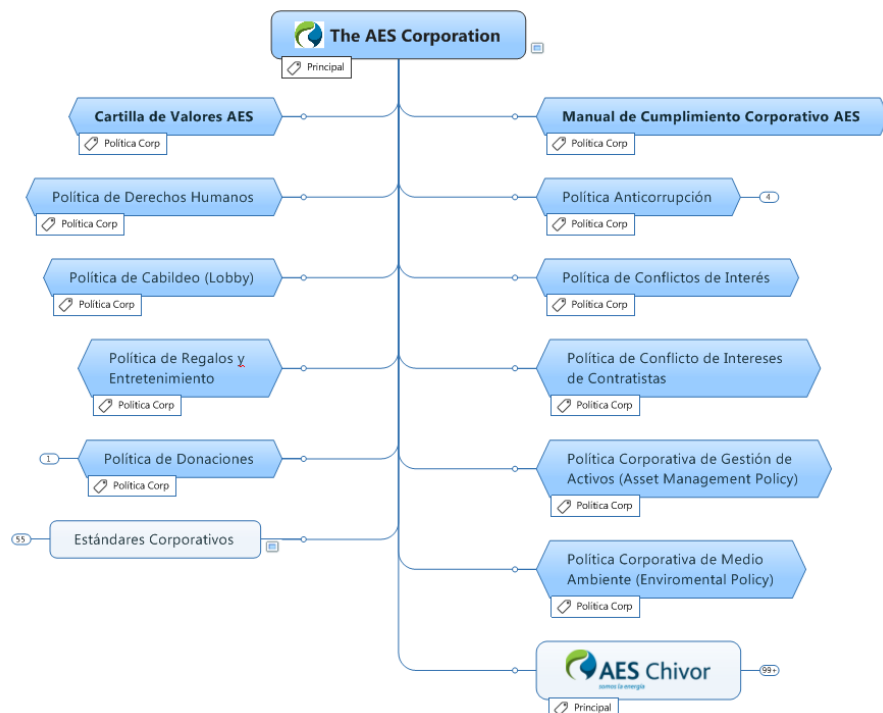 The AES Corporation
Principal
Cartilla de Valores AES
Política Corp
Manual de Cumplimiento Corporativo AES
Política Corp
Política de Derechos Humanos
Política Corp
Política Anticorrupción
4
Política Corp
Política de Cabildeo (Lobby)
Política Corp
Política de Conflictos de Interés
Política Corp
Política de Regalos y
Entretenimiento
Política Corp
Política de Conflicto de Intereses
de Contratistas
Política Corp
1
Política de Donaciones
Política Corp
Política Corporativa de Gestión de
Activos (Asset Management Policy)
Política Corp
55
Estándares Corporativos
Política Corporativa de Medio
Ambiente (Enviromental Policy)
Política Corp
AES Chivor
somos la energía
99+
Principal